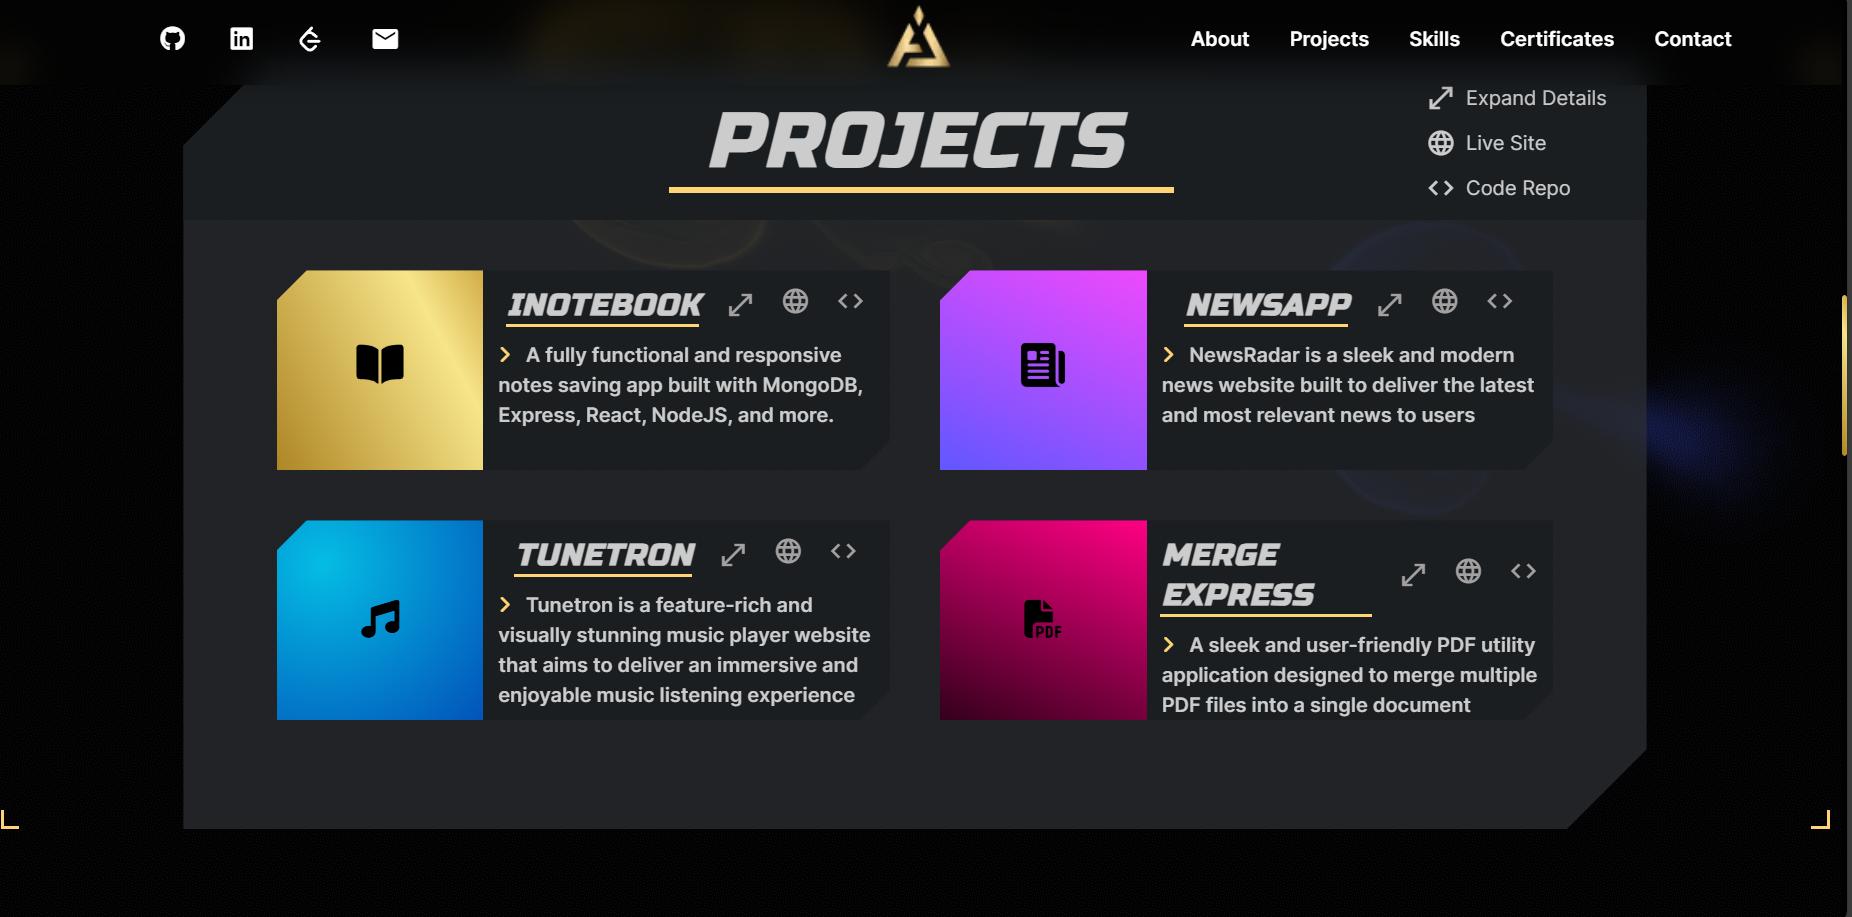 About Projects Skills Certificates Contact
Expand Details
Live Site
Code Repo
PROJECTS
INOTEBOOK
A fully functional and responsive
notes saving app built with MongoDB,
Express, React, NodeJS, and more.
NEWSAPP
NewsRadar is a sleek and modern
news website built to deliver the latest
and most relevant news to users
TUNETRON
Tunetron is a feature-rich and
visually stunning music player website
that aims to deliver an immersive and
enjoyable music listening experience
PDF
MERGE
EXPRESS
A sleek and user-friendly PDF utility
application designed to merge multiple
PDF files into a single document